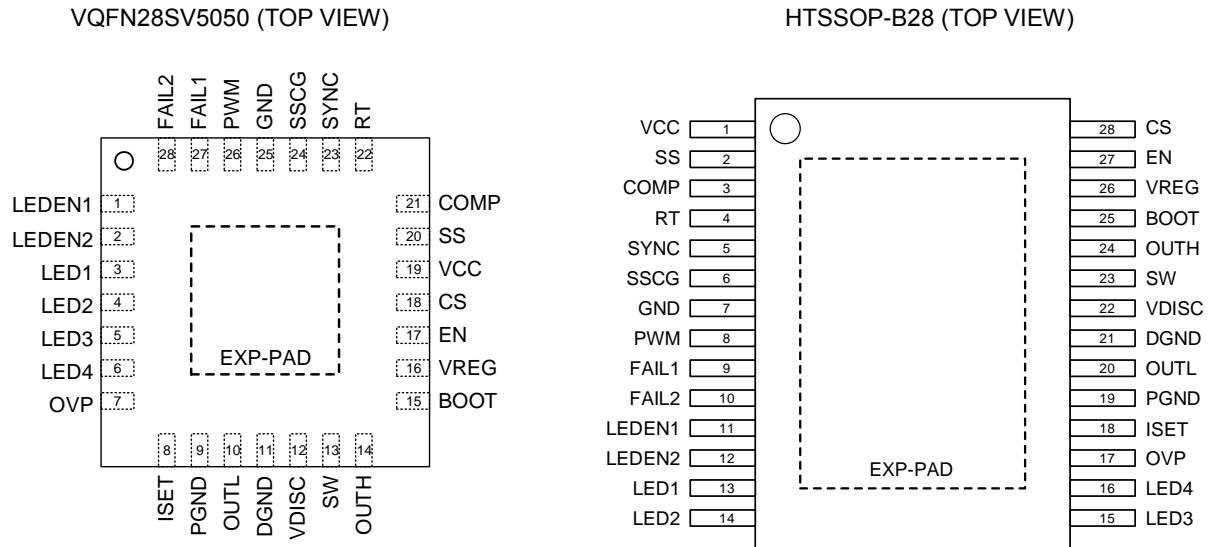 VQFN28SV5050 (TOP VIEW)
FAIL2 FAIL1 PWM GND SSCG SYNC RT
28 27 26 25 24 23 22
LEDEN1 1
LEDEN2 2
LED1 3
LED2 4
LED3 5
LED4 6
OVP 7
21 COMP
20 SS
19 VCC
18 CS
17 EN
16 VREG
15 BOOT
EXP-PAD
8 9 10 11 12 13 14
ISET PGND OUTL DGND VDISC SW OUTH
HTSSOP-B28 (TOP VIEW)
VCC 1
SS 2
COMP 3
RT 4
SYNC 5
SSCG 6
GND 7
PWM 8
FAIL1 9
FAIL2 10
LEDEN1 11
LEDEN2 12
LED1 13
LED2 14
28 CS
27 EN
26 VREG
25 BOOT
24 OUTH
23 SW
22 VDISC
21 DGND
20 OUTL
19 PGND
18 ISET
17 OVP
16 LED4
15 LED3
EXP-PAD